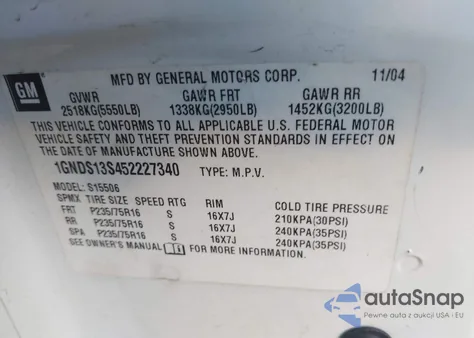 MFD BY GENERAL MOTORS CORP. 11/04
GM
GVWR GAWR FRT GAWR RR
2518KG(5550LB) 1338KG(2950LB) 1452KG(3200LB)
THIS VEHICLE CONFORMS TO ALL APPLICABLE U.S. FEDERAL MOTOR
VEHICLE SAFETY AND THEFT PREVENTION STANDARDS IN EFFECT ON
THE DATE OF MANUFACTURE SHOWN ABOVE.
1GNDS13S452227340 TYPE: M.P.V.
MODEL: S15506
SPMX TIRE SIZE SPEED RTG RIM COLD TIRE PRESSURE
FRT P235/75R16 S 16X7J 210KPA(30PSI)
RR P235/75R16 S 16X7J 240KPA(35PSI)
SPA P235/75R16 S 16X7J 240KPA(35PSI)
SEE OWNER'S MANUAL FOR MORE INFORMATION
autoSnap
Pewne auta z dostawą USA i EU